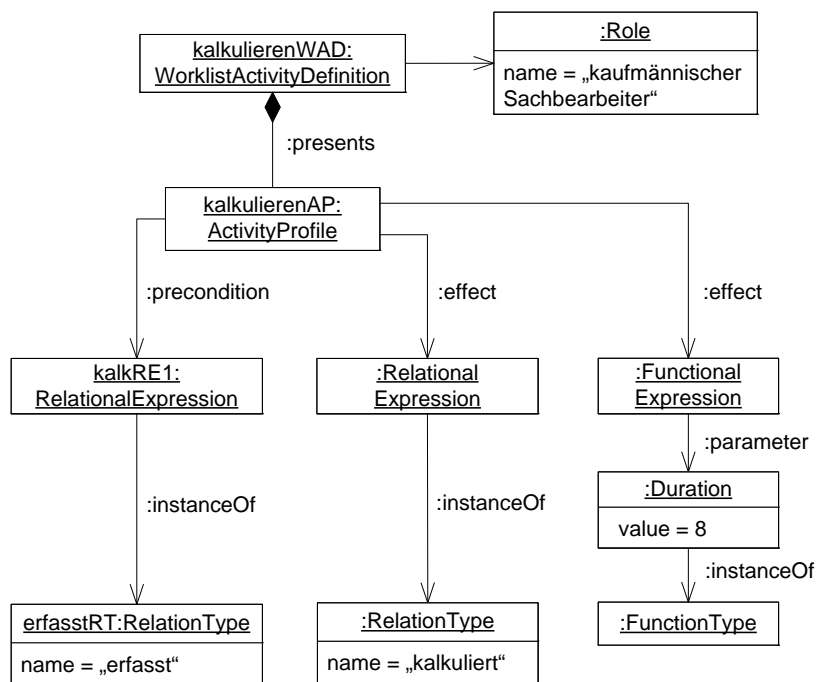 kalkulierenWAD:
WorklistActivityDefinition
:Role
name = „kaufmännischer
Sachbearbeiter“
:presents
kalkulierenAP:
ActivityProfile
:precondition
:effect
:effect
kalkRE1:
RelationalExpression
:Relational
Expression
:Functional
Expression
:parameter
:Duration
value = 8
:instanceOf
:instanceOf
:instanceOf
erfasstRT:RelationType
name = „erfasst“
:RelationType
name = „kalkuliert“
:FunctionType